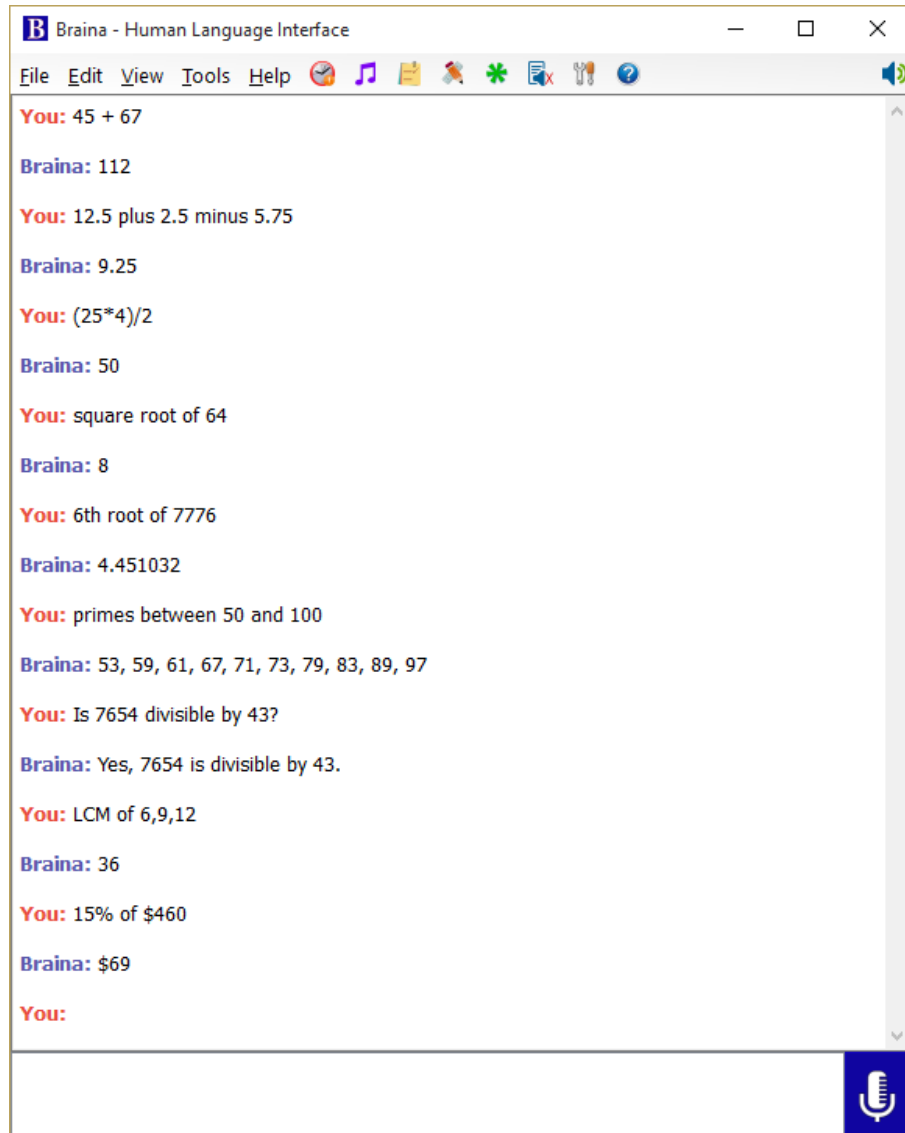 B Braina - Human Language Interface
File Edit View Tools Help
You: 45 + 67
Braina: 112
You: 12.5 plus 2.5 minus 5.75
Braina: 9.25
You: (25*4)/2
Braina: 50
You: square root of 64
Braina: 8
You: 6th root of 7776
Braina: 4.451032
You: primes between 50 and 100
Braina: 53, 59, 61, 67, 71, 73, 79, 83, 89, 97
You: Is 7654 divisible by 43?
Braina: Yes, 7654 is divisible by 43.
You: LCM of 6,9,12
Braina: 36
You: 15% of $460
Braina: $69
You: